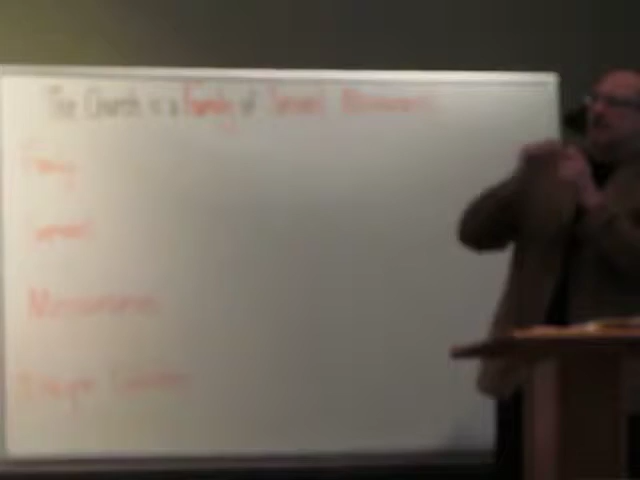 The Church is a Family of Servant Missionaries
Family
Servant
Missionaries